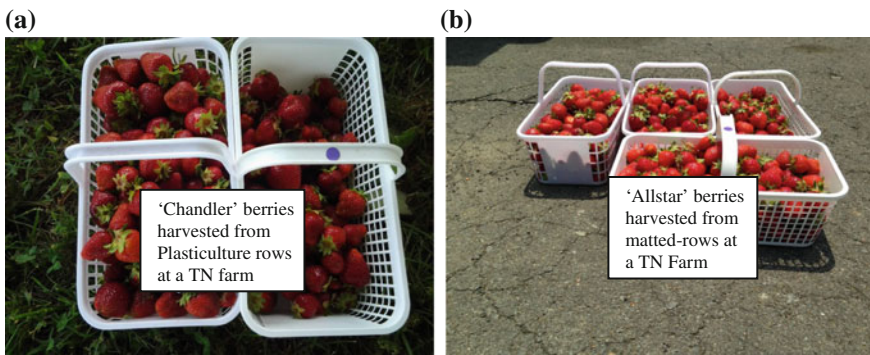 (a)
(b)
'Chandler' berries
harvested from
Plasticulture rows
at a TN farm
'Allstar' berries
harvested from
matted-rows at
a TN Farm